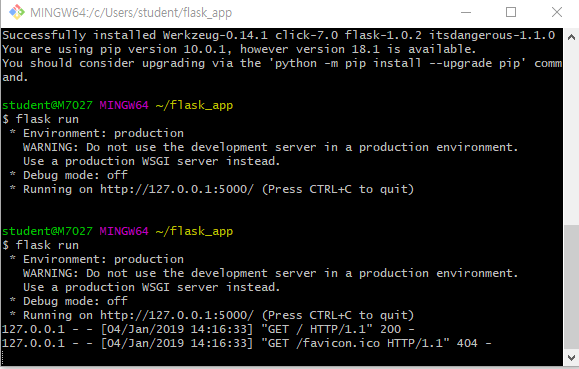 MINGW64:/c/Users/student/flask_app
Successfully installed Werkzeug-0.14.1 click-7.0 flask-1.0.2 itsdangerous-1.1.0
You are using pip version 10.0.1, however version 18.1 is available.
You should consider upgrading via the 'python -m pip install --upgrade pip' comm
and.
student@M7027 MINGW64 ~/flask_app
$ flask run
 * Environment: production
   WARNING: Do not use the development server in a production environment.
   Use a production WSGI server instead.
 * Debug mode: off
 * Running on http://127.0.0.1:5000/ (Press CTRL+C to quit)
student@M7027 MINGW64 ~/flask_app
$ flask run
 * Environment: production
   WARNING: Do not use the development server in a production environment.
   Use a production WSGI server instead.
 * Debug mode: off
 * Running on http://127.0.0.1:5000/ (Press CTRL+C to quit)
127.0.0.1 - - [04/Jan/2019 14:16:33] "GET / HTTP/1.1" 200 -
127.0.0.1 - - [04/Jan/2019 14:16:33] "GET /favicon.ico HTTP/1.1" 404 -